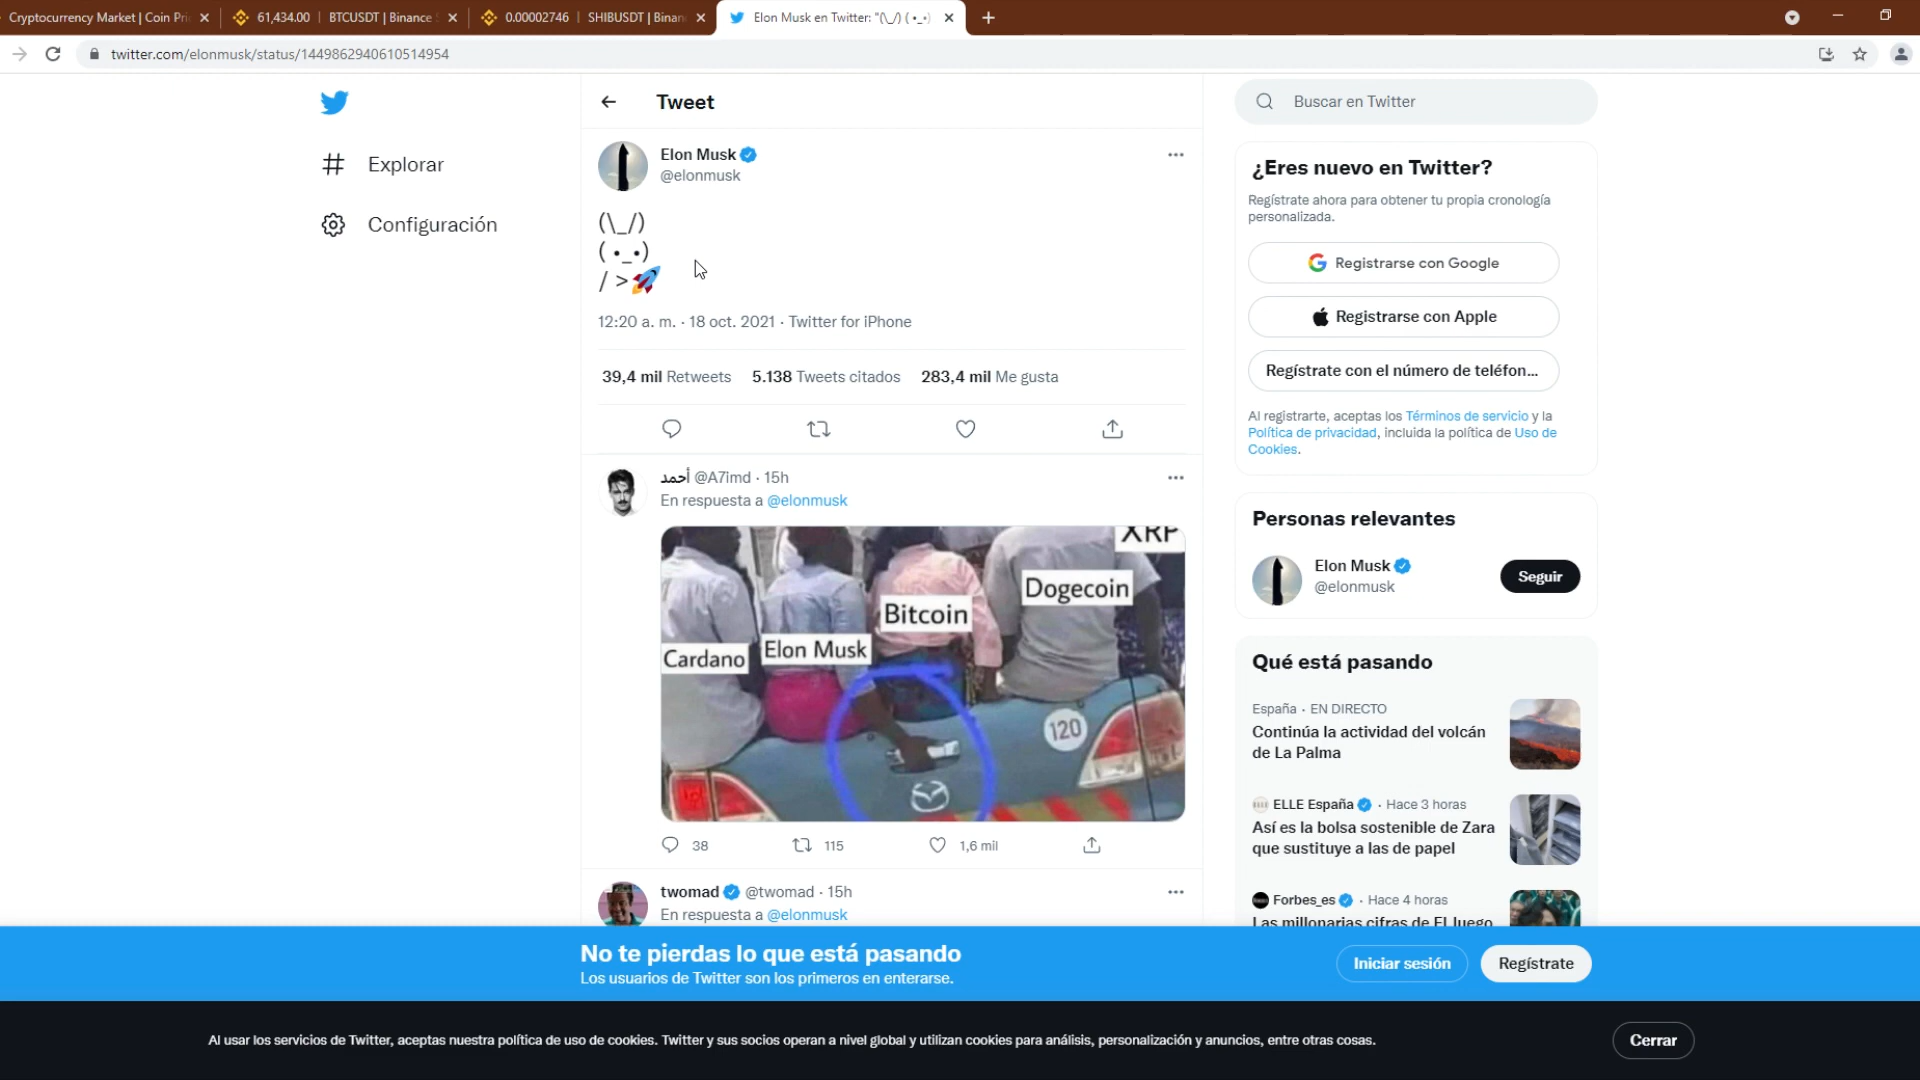 Cryptocurrency Market | Coin Pri
61,434.00 | BTCUSDT | Binance S
0.00002746 | SHIBUSDT | Binan
Elon Musk en Twitter: "(\_/) ( •_•)
twitter.com/elonmusk/status/1449862940610514954
Explorar
Configuración
Tweet
Elon Musk
@elonmusk
(\_/)
( •_•)
/ >🚀
12:20 a. m. · 18 oct. 2021 · Twitter for iPhone
39,4 mil Retweets 5.138 Tweets citados 283,4 mil Me gusta
أحمد @A7imd · 15h
En respuesta a @elonmusk
XRP
Dogecoin
Bitcoin
Elon Musk
Cardano
120
38 115 1,6 mil
twomad @twomad · 15h
En respuesta a @elonmusk
Buscar en Twitter
¿Eres nuevo en Twitter?
Regístrate ahora para obtener tu propia cronología
personalizada.
Registrarse con Google
Registrarse con Apple
Regístrate con el número de teléfon...
Al registrarte, aceptas los Términos de servicio y la
Política de privacidad, incluida la política de Uso de
Cookies.
Personas relevantes
Elon Musk
@elonmusk
Seguir
Qué está pasando
España · EN DIRECTO
Continúa la actividad del volcán
de La Palma
ELLE España · Hace 3 horas
Así es la bolsa sostenible de Zara
que sustituye a las de papel
Forbes_es · Hace 4 horas
Las millonarias cifras de El Juego
No te pierdas lo que está pasando
Los usuarios de Twitter son los primeros en enterarse.
Iniciar sesión
Regístrate
Al usar los servicios de Twitter, aceptas nuestra política de uso de cookies. Twitter y sus socios operan a nivel global y utilizan cookies para análisis, personalización y anuncios, entre otras cosas.
Cerrar